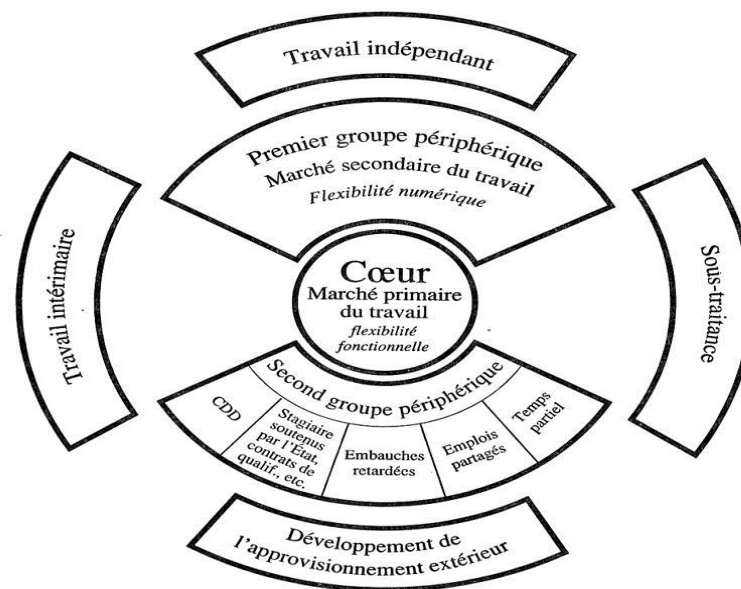 Travail indépendant
Premier groupe périphérique
Marché secondaire du travail
Flexibilité numérique
Travail intérimaire
Sous-traitance
Cœur
Marché primaire
du travail
flexibilité
fonctionnelle
Second groupe périphérique
CDD
Stagiaire
soutenus
par l'État,
contrats de
qualif., etc.
Embauches
retardées
Emplois
partagés
Temps
partiel
Développement de
l'approvisionnement extérieur